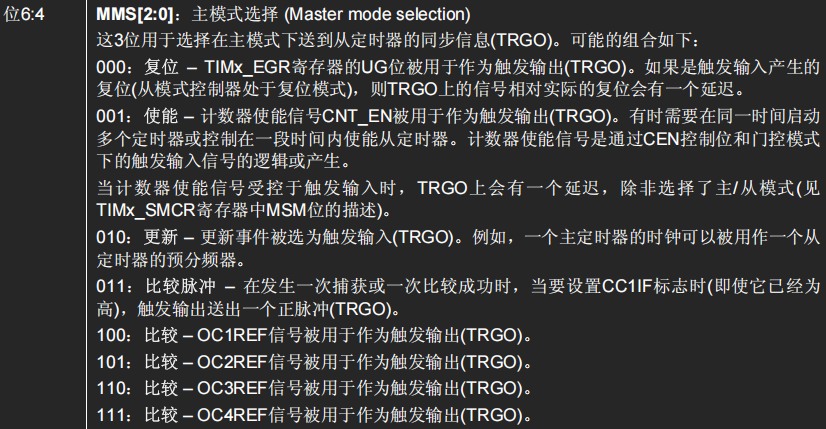 位6:4
MMS[2:0]：主模式选择 (Master mode selection)
这3位用于选择在主模式下送到从定时器的同步信息(TRGO)。可能的组合如下：
000：复位 – TIMx_EGR寄存器的UG位被用于作为触发输出(TRGO)。如果是触发输入产生的
复位(从模式控制器处于复位模式)，则TRGO上的信号相对实际的复位会有一个延迟。
001：使能 – 计数器使能信号CNT_EN被用于作为触发输出(TRGO)。有时需要在同一时间启动
多个定时器或控制在一段时间内使能从定时器。计数器使能信号是通过CEN控制位和门控模式
下的触发输入信号的逻辑或产生。
当计数器使能信号受控于触发输入时，TRGO上会有一个延迟，除非选择了主/从模式(见
TIMx_SMCR寄存器中MSM位的描述)。
010：更新 – 更新事件被选为触发输入(TRGO)。例如，一个主定时器的时钟可以被用作一个从
定时器的预分频器。
011：比较脉冲 – 在发生一次捕获或一次比较成功时，当要设置CC1IF标志时(即使它已经为
高)，触发输出送出一个正脉冲(TRGO)。
100：比较 – OC1REF信号被用于作为触发输出(TRGO)。
101：比较 – OC2REF信号被用于作为触发输出(TRGO)。
110：比较 – OC3REF信号被用于作为触发输出(TRGO)。
111：比较 – OC4REF信号被用于作为触发输出(TRGO)。